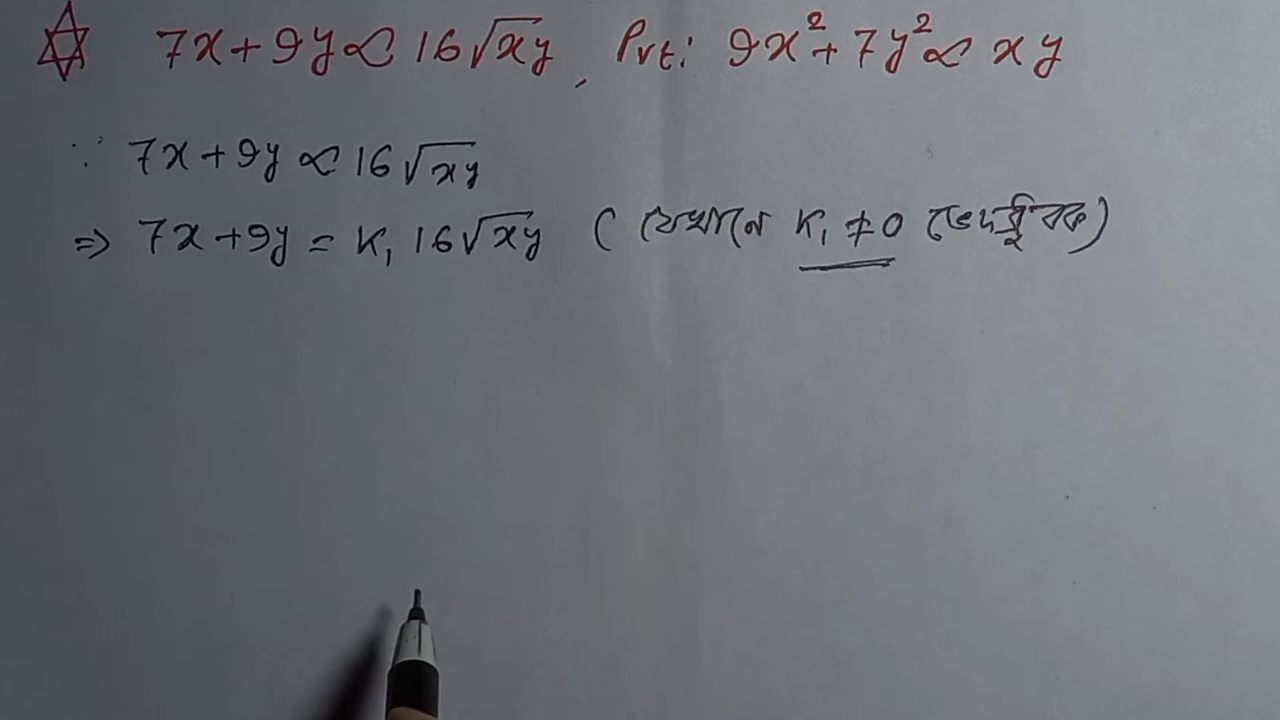 ☆ 7x+9y∝16√xy, Prt: 9x²+7y²∝ xy
∵ 7x+9y∝16√xy
⇒ 7x+9y = K₁ 16√xy (যেখানে K₁ ≠0 ভেদধ্রুবক)